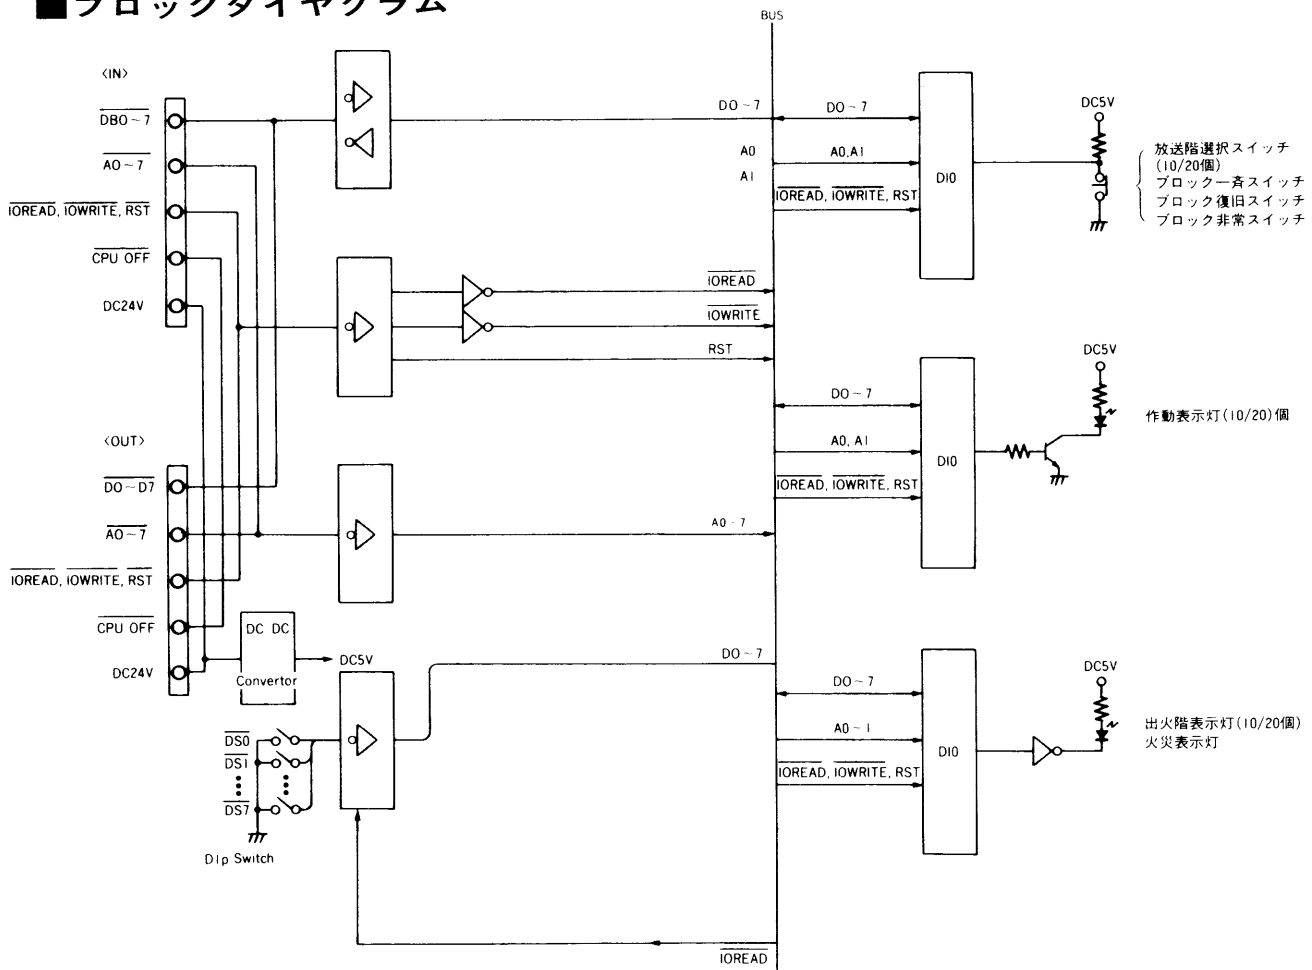 ■ブロックダイヤグラム
BUS
〈IN〉
DB0~7
A0~7
IOREAD, IOWRITE, RST
CPU OFF
DC24V
〈OUT〉
D0~D7
A0~7
IOREAD, IOWRITE, RST
CPU OFF
DC24V
DC DC
Convertor
DC5V
DS0
DS1
DS7
Dip Switch
D0~7
A0
A1
IOREAD
IOWRITE
RST
A0-7
D0~7
IOREAD
D0~7
A0,A1
IOREAD, IOWRITE, RST
DIO
DC5V
放送階選択スイッチ
(10/20個)
ブロック一斉スイッチ
ブロック復旧スイッチ
ブロック非常スイッチ
D0~7
A0, A1
IOREAD, IOWRITE, RST
DIO
DC5V
作動表示灯(10/20)個
D0~7
A0~1
IOREAD, IOWRITE, RST
DIO
DC5V
出火階表示灯(10/20個)
火災表示灯